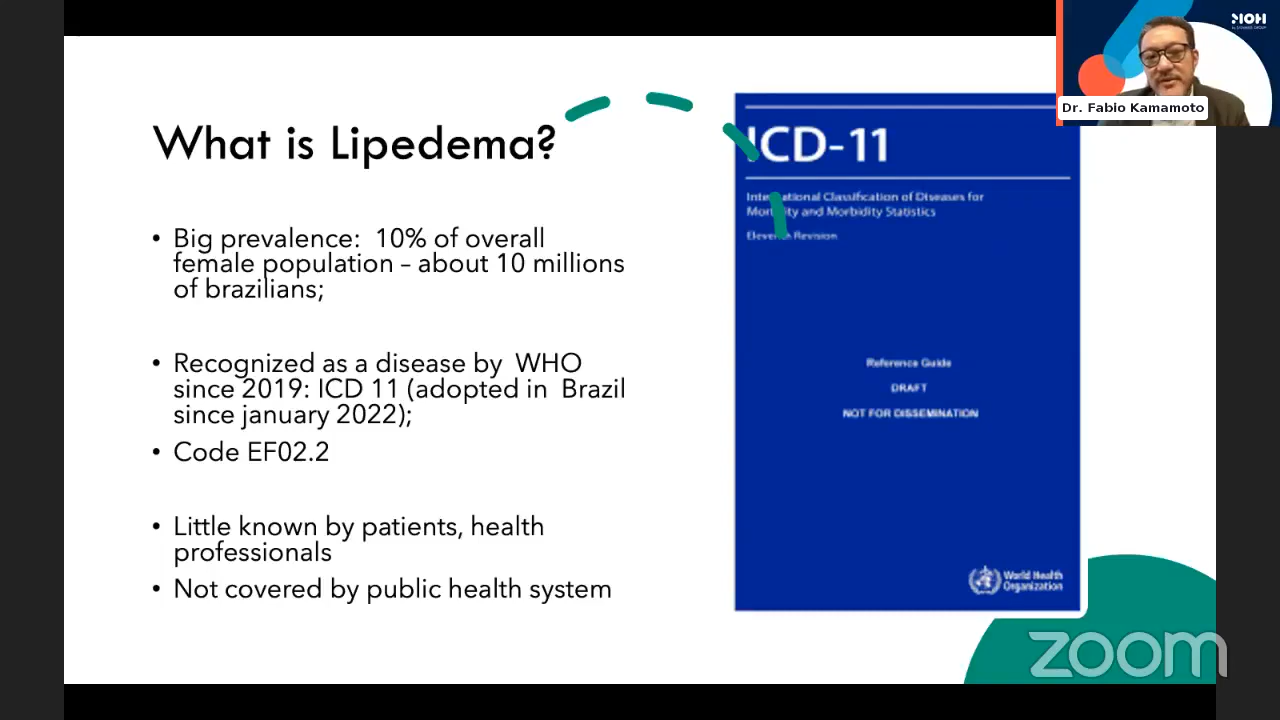 What is Lipedema?
• Big prevalence: 10% of overall
female population – about 10 millions
of brazilians;
• Recognized as a disease by WHO
since 2019: ICD 11 (adopted in Brazil
since january 2022);
• Code EF02.2
• Little known by patients, health
professionals
• Not covered by public health system
ICD-11
International Classification of Diseases for
Mortality and Morbidity Statistics
Eleventh Revision
Reference Guide
DRAFT
NOT FOR DISSEMINATION
World Health
Organization
Dr. Fabio Kamamoto
zoom